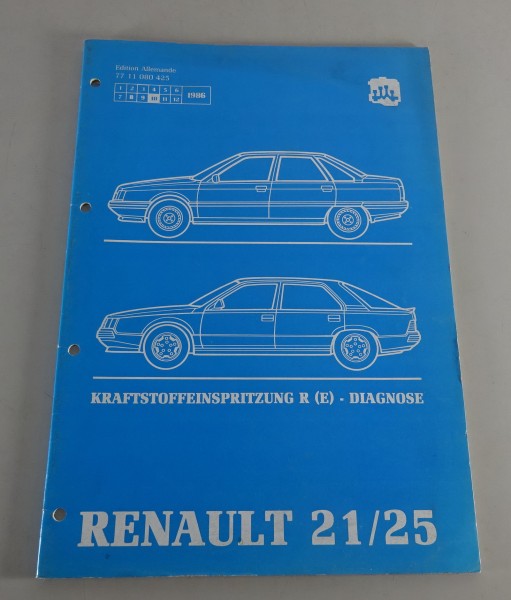 Edition Allemande
77 11 080 425
1 2 3 4 5 6
7 8 9 10 11 12 1986
KRAFTSTOFFEINSPRITZUNG R (E) - DIAGNOSE
RENAULT 21/25